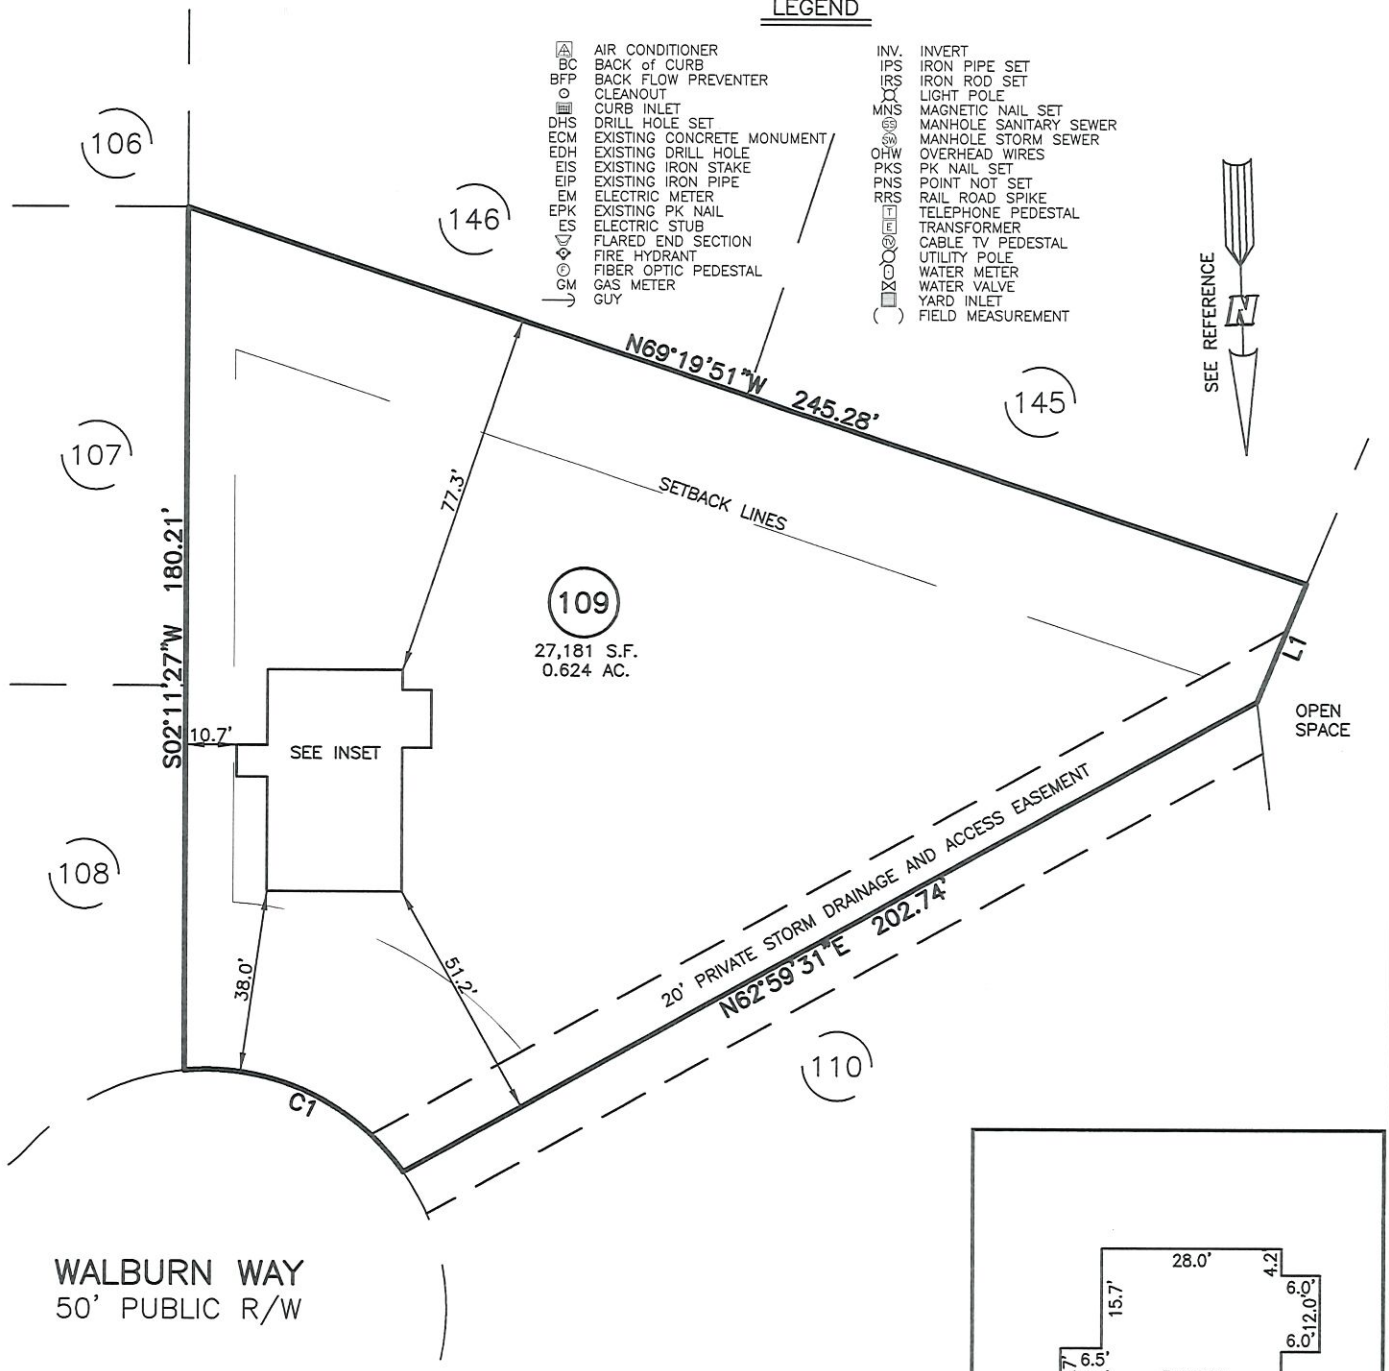 LEGEND
AIR CONDITIONER
BC BACK of CURB
BFP BACK FLOW PREVENTER
CLEANOUT
CURB INLET
DHS DRILL HOLE SET
ECM EXISTING CONCRETE MONUMENT
EDH EXISTING DRILL HOLE
EIS EXISTING IRON STAKE
EIP EXISTING IRON PIPE
EM ELECTRIC METER
EPK EXISTING PK NAIL
ES ELECTRIC STUB
FLARED END SECTION
FIRE HYDRANT
F FIBER OPTIC PEDESTAL
GM GAS METER
GUY
INV. INVERT
IPS IRON PIPE SET
IRS IRON ROD SET
LIGHT POLE
MNS MAGNETIC NAIL SET
SS MANHOLE SANITARY SEWER
SW MANHOLE STORM SEWER
OHW OVERHEAD WIRES
PKS PK NAIL SET
PNS POINT NOT SET
RRS RAIL ROAD SPIKE
T TELEPHONE PEDESTAL
E TRANSFORMER
TV CABLE TV PEDESTAL
UTILITY POLE
WATER METER
WATER VALVE
YARD INLET
( ) FIELD MEASUREMENT
106
146
SEE REFERENCE
N
N69°19'51"W 245.28'
145
107
77.3'
SETBACK LINES
S02°11'27"W 180.21'
109
27,181 S.F.
0.624 AC.
L1
OPEN
SPACE
10.7'
SEE INSET
108
20' PRIVATE STORM DRAINAGE AND ACCESS EASEMENT
N62°59'31"E 202.74'
38.0'
51.2'
110
C1
WALBURN WAY
50' PUBLIC R/W
28.0'
4.2
15.7'
6.0'
12.0'
6.0'
6.5'